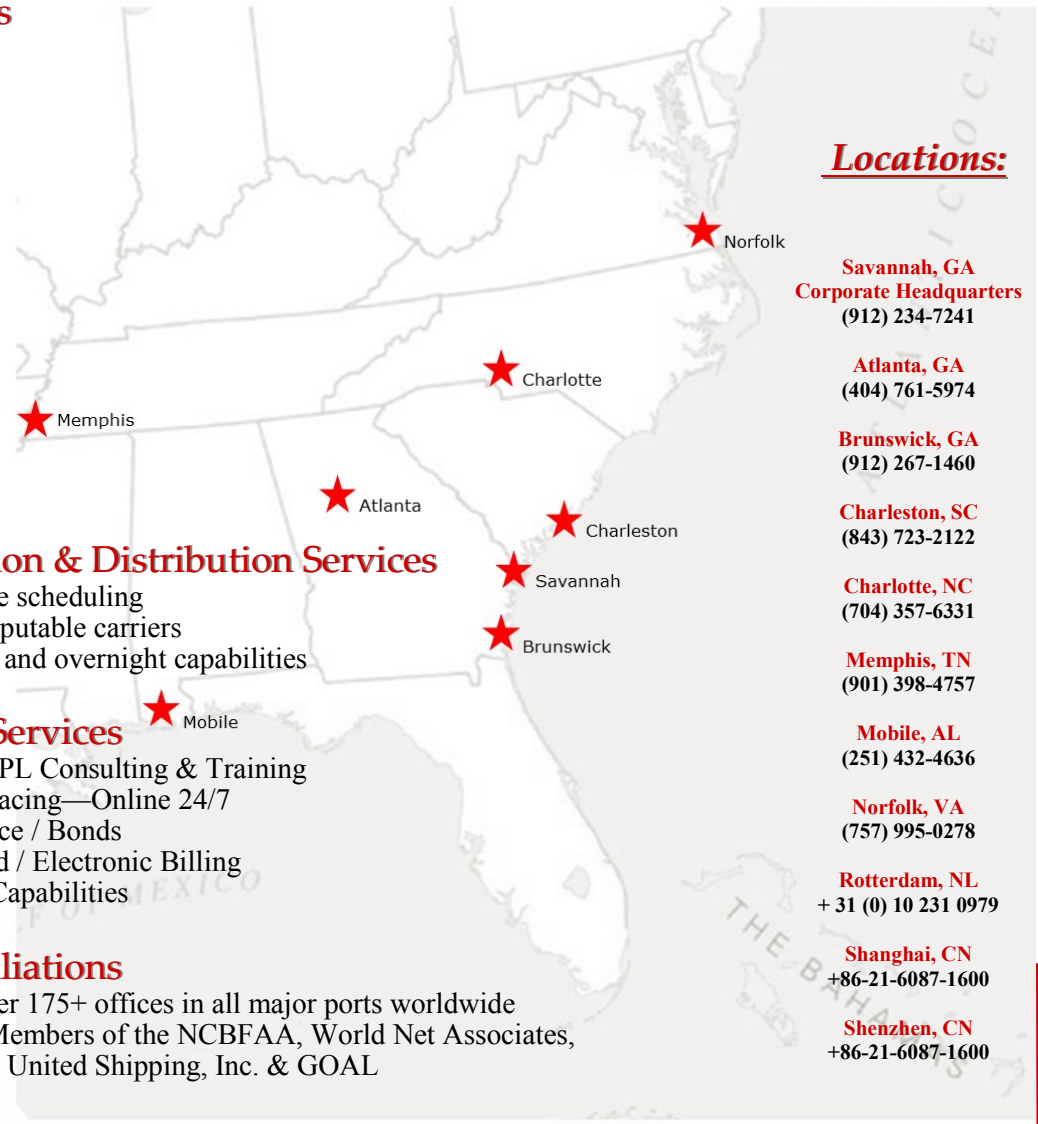 s
ion & Distribution Services
e scheduling
putable carriers
and overnight capabilities
Services
PL Consulting & Training
acing—Online 24/7
ce / Bonds
d / Electronic Billing
Capabilities
liations
er 175+ offices in all major ports worldwide
Members of the NCBFAA, World Net Associates,
United Shipping, Inc. & GOAL
Norfolk
Charlotte
Memphis
Atlanta
Charleston
Savannah
Brunswick
Mobile
F OF MEXICO
THE BAHAMAS
Locations:
Savannah, GA
Corporate Headquarters
(912) 234-7241
Atlanta, GA
(404) 761-5974
Brunswick, GA
(912) 267-1460
Charleston, SC
(843) 723-2122
Charlotte, NC
(704) 357-6331
Memphis, TN
(901) 398-4757
Mobile, AL
(251) 432-4636
Norfolk, VA
(757) 995-0278
Rotterdam, NL
+ 31 (0) 10 231 0979
Shanghai, CN
+86-21-6087-1600
Shenzhen, CN
+86-21-6087-1600